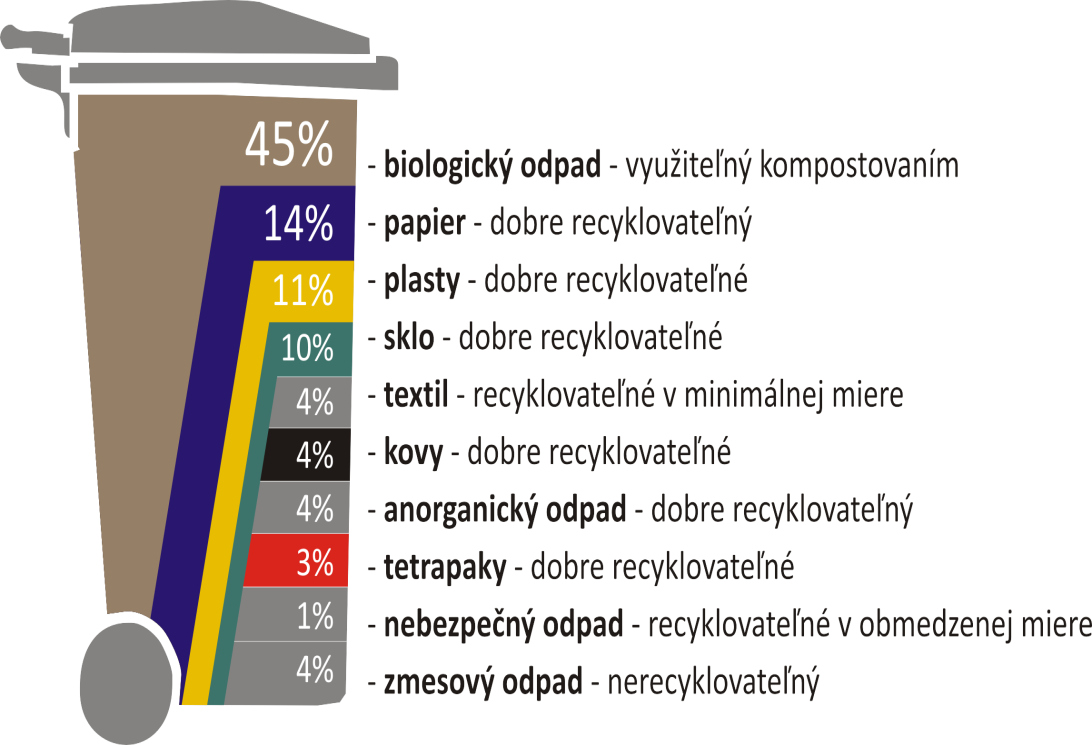 45% - biologický odpad - využiteľný kompostovaním
14% - papier - dobre recyklovateľný
11% - plasty - dobre recyklovateľné
10% - sklo - dobre recyklovateľné
4% - textil - recyklovateľné v minimálnej miere
4% - kovy - dobre recyklovateľné
4% - anorganický odpad - dobre recyklovateľný
3% - tetrapaky - dobre recyklovateľné
1% - nebezpečný odpad - recyklovateľné v obmedzenej miere
4% - zmesový odpad - nerecyklovateľný